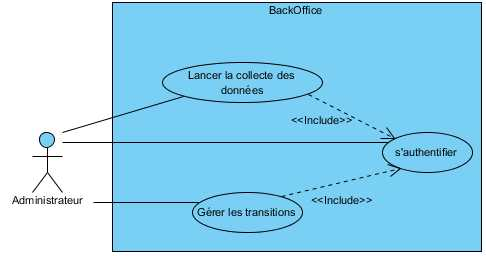 BackOffice
Lancer la collecte des
données
<<Include>>
s'authentifier
Administrateur
Gérer les transitions
<<Include>>